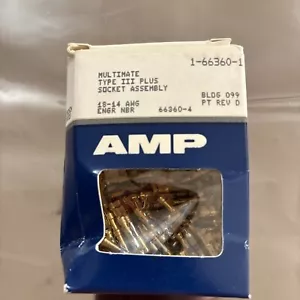 1-66360-1
MULTIMATE
TYPE III PLUS
SOCKET ASSEMBLY
BLDG 099
18-14 AWG
PT REV D
ENGR NBR 66360-4
AMP